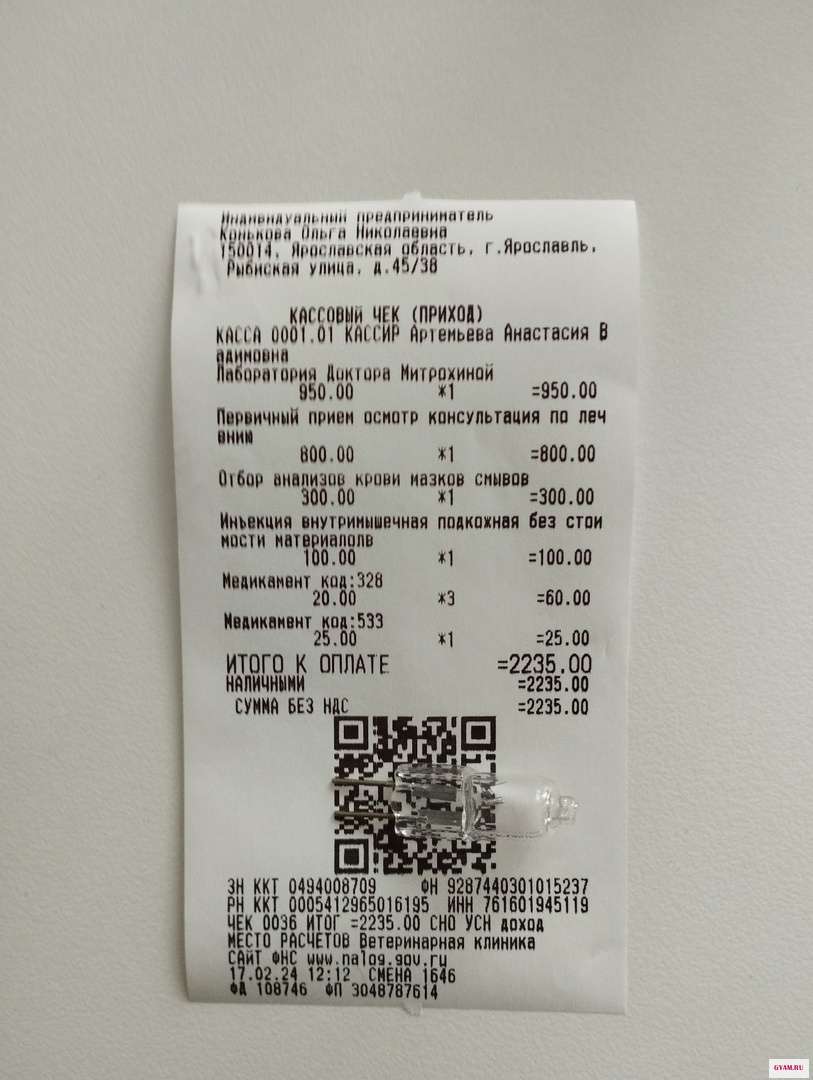 Индивидуальный предприниматель
Конькова Ольга Николаевна
150014, Ярославская область, г.Ярославль,
Рыбинская улица, д.45/38
КАССОВЫЙ ЧЕК (ПРИХОД)
КАССА 0001.01 КАССИР Артемьева Анастасия В
адимовна
Лаборатория Доктора Митрохиной
950.00 *1 =950.00
Первичный прием осмотр консультация по леч
ению
800.00 *1 =800.00
Отбор анализов крови мазков смывов
300.00 *1 =300.00
Инъекция внутримышечная подкожная без стои
мости материалолв
100.00 *1 =100.00
Медикамент код:328
20.00 *3 =60.00
Медикамент код:533
25.00 *1 =25.00
ИТОГО К ОПЛАТЕ =2235.00
НАЛИЧНЫМИ =2235.00
СУММА БЕЗ НДС =2235.00
ЗН ККТ 0494008709 ФН 9287440301015237
РН ККТ 0005412965016195 ИНН 761601945119
ЧЕК 0036 ИТОГ =2235.00 СНО УСН доход
МЕСТО РАСЧЕТОВ Ветеринарная клиника
САЙТ ФНС www.nalog.gov.ru
17.02.24 12:12 СМЕНА 1646
ФД 108746 ФП 3048787614
GYAM.RU